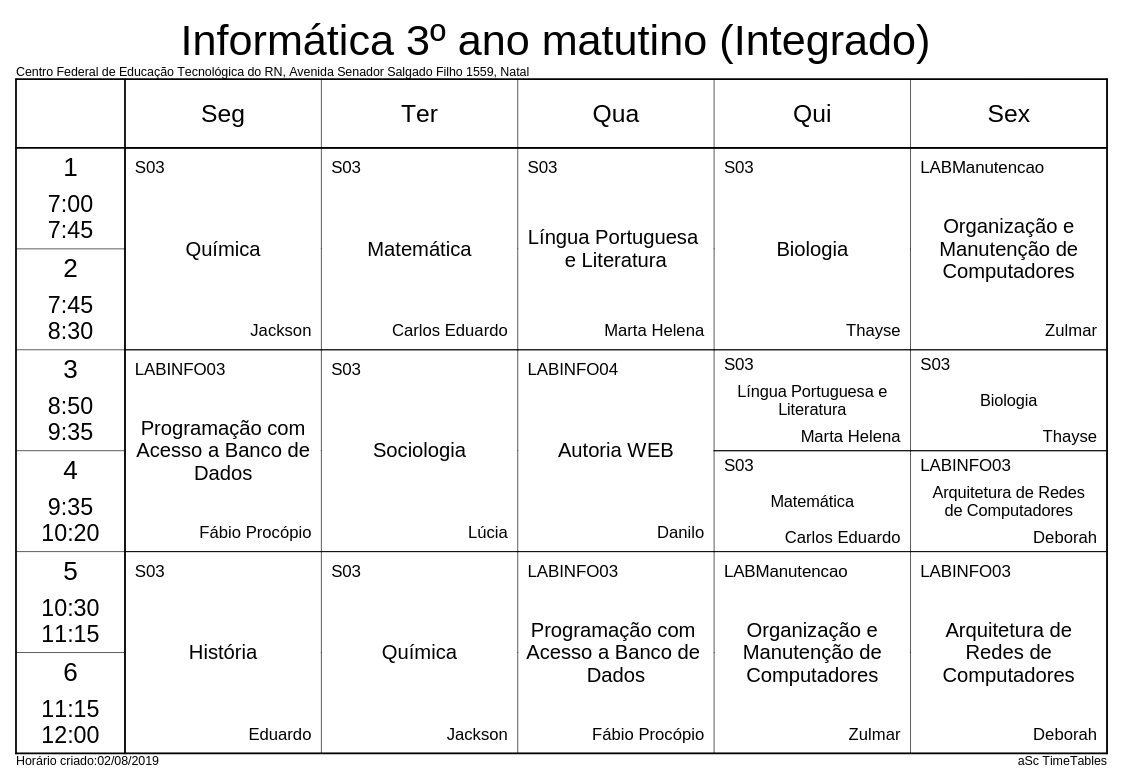 Informática 3º ano matutino (Integrado)
Centro Federal de Educação Tecnológica do RN, Avenida Senador Salgado Filho 1559, Natal
Seg
Ter
Qua
Qui
Sex
1
7:00
7:45
S03
Química
Jackson
S03
Matemática
Carlos Eduardo
S03
Língua Portuguesa
e Literatura
Marta Helena
S03
Biologia
Thayse
LABManutencao
Organização e
Manutenção de
Computadores
Zulmar
2
7:45
8:30
3
8:50
9:35
LABINFO03
Programação com
Acesso a Banco de
Dados
Fábio Procópio
S03
Sociologia
Lúcia
LABINFO04
Autoria WEB
Danilo
S03
Língua Portuguesa e
Literatura
Marta Helena
S03
Biologia
Thayse
4
9:35
10:20
S03
Matemática
Carlos Eduardo
LABINFO03
Arquitetura de Redes
de Computadores
Deborah
5
10:30
11:15
S03
História
Eduardo
S03
Química
Jackson
LABINFO03
Programação com
Acesso a Banco de
Dados
Fábio Procópio
LABManutencao
Organização e
Manutenção de
Computadores
Zulmar
LABINFO03
Arquitetura de
Redes de
Computadores
Deborah
6
11:15
12:00
Horário criado:02/08/2019
aSc TimeTables